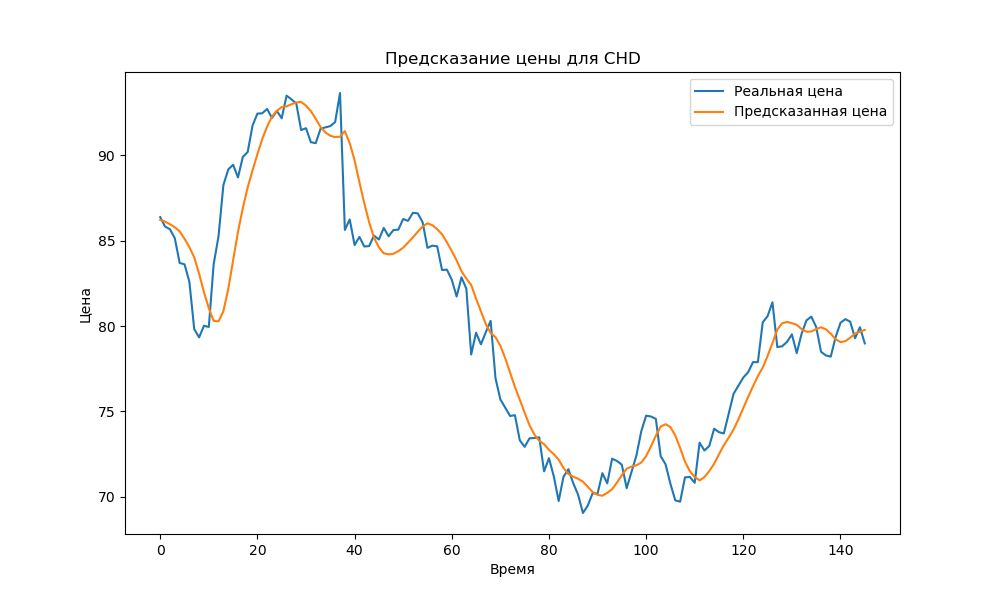 Предсказание цены для CHD
Реальная цена
Предсказанная цена
Цена
90
85
80
75
70
0 20 40 60 80 100 120 140
Время